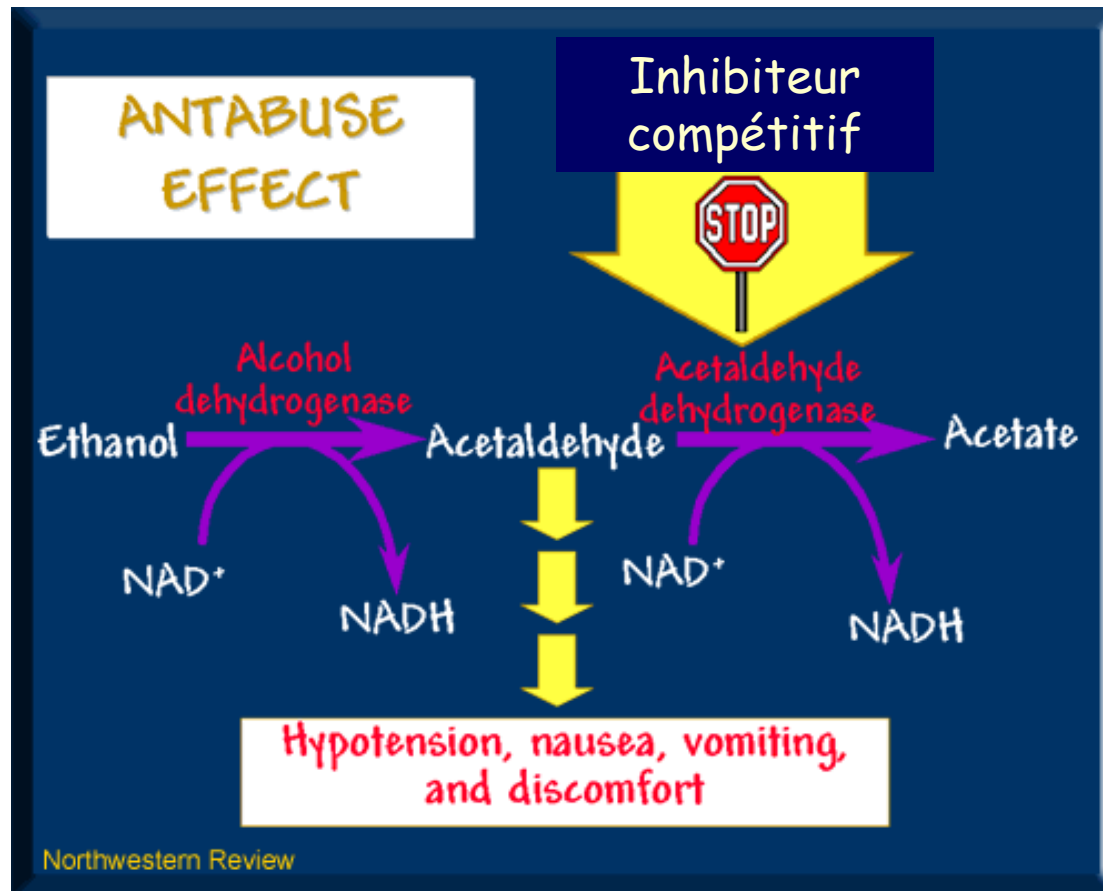 ANTABUSE
EFFECT
Inhibiteur
compétitif
STOP
Alcohol
dehydrogenase
Acetaldehyde
dehydrogenase
Ethanol
Acetaldehyde
Acetate
NAD⁺
NADH
NAD⁺
NADH
Hypotension, nausea, vomiting,
and discomfort
Northwestern Review